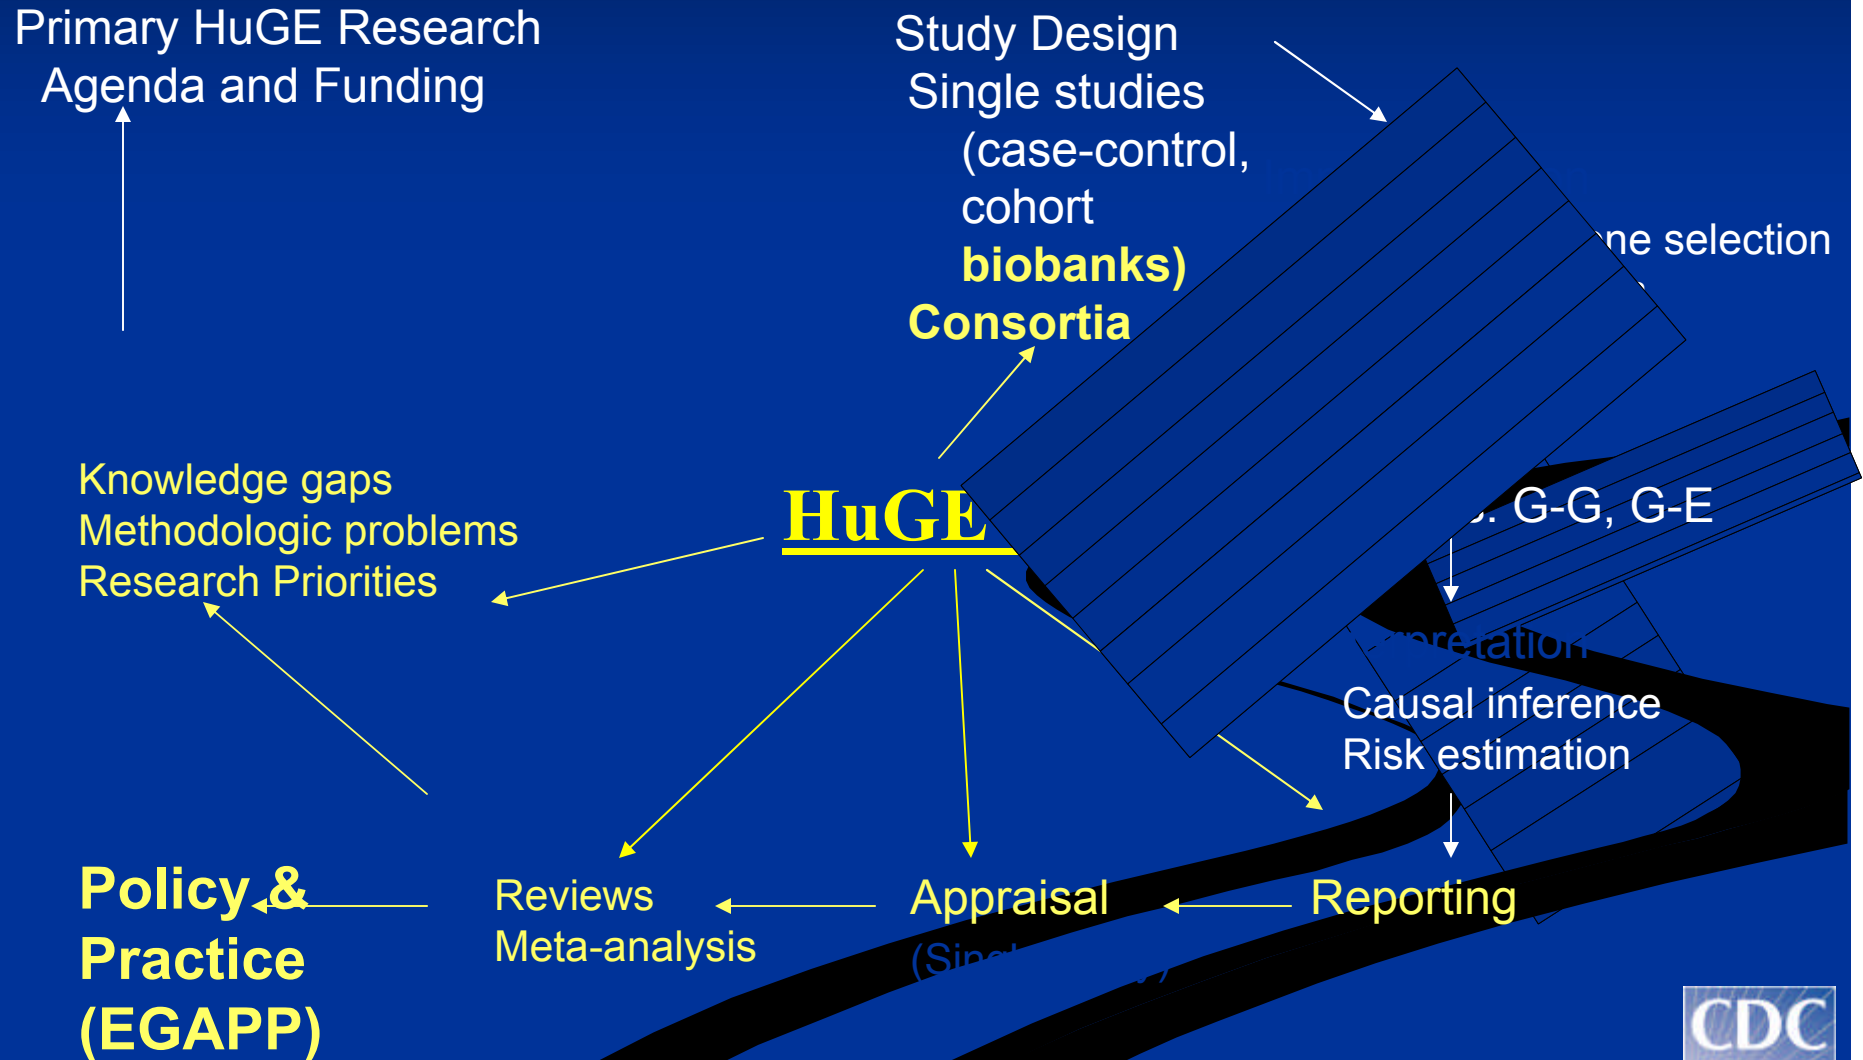 Primary HuGE Research
Agenda and Funding
Study Design
Single studies
(case-control,
cohort
biobanks)
Consortia
selection
Knowledge gaps
Methodologic problems
Research Priorities
HuGE
G-G, G-E
Causal inference
Risk estimation
Policy &
Practice
(EGAPP)
Reviews
Meta-analysis
Appraisal
Reporting
CDC